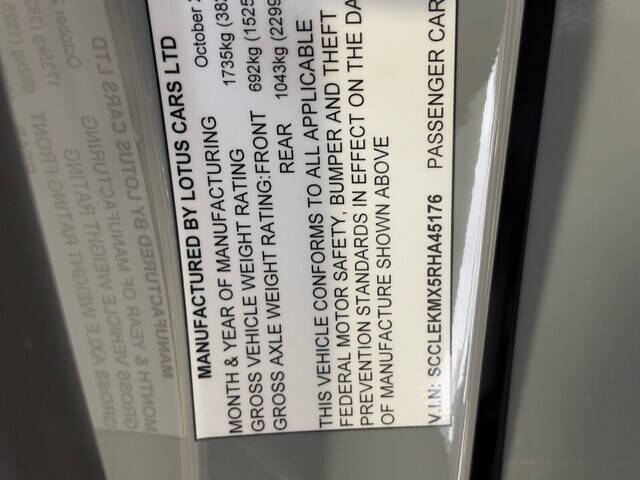 MANUFACTURED BY LOTUS CARS LTD
MONTH & YEAR OF MANUFACTURING October
GROSS VEHICLE WEIGHT RATING 1735kg
GROSS AXLE WEIGHT RATING:FRONT 692kg (1525
REAR 1043kg (2299
THIS VEHICLE CONFORMS TO ALL APPLICABLE
FEDERAL MOTOR SAFETY, BUMPER AND THEFT
PREVENTION STANDARDS IN EFFECT ON THE DA
OF MANUFACTURE SHOWN ABOVE
V.I.N: SCCLEKMX5RHA45176 PASSENGER CAR